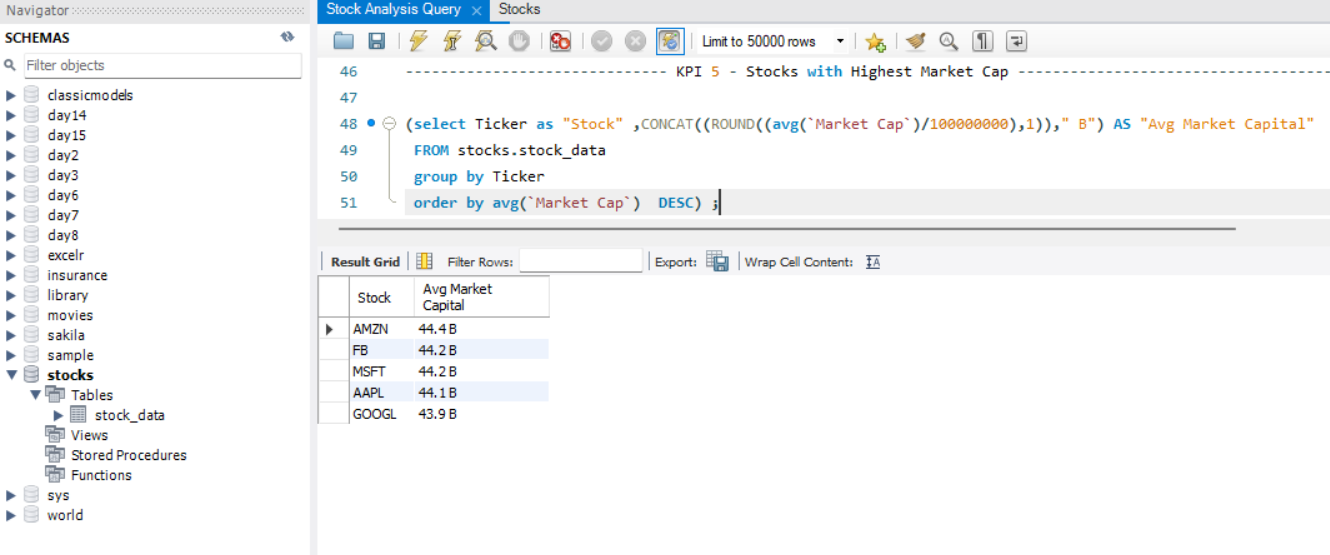 Navigator
SCHEMAS
Filter objects
classicmodels
day14
day15
day2
day3
day6
day7
day8
excelr
insurance
library
movies
sakila
sample
stocks
Tables
stock_data
Views
Stored Procedures
Functions
sys
world
Stock Analysis Query × Stocks
Limit to 50000 rows
46 ----------------------------- KPI 5 - Stocks with Highest Market Cap -----------------------------------
47
48 (select Ticker as "Stock" ,CONCAT((ROUND((avg(`Market Cap`)/100000000),1))," B") AS "Avg Market Capital"
49 FROM stocks.stock_data
50 group by Ticker
51 order by avg(`Market Cap`)  DESC) ;
Result Grid Filter Rows: Export: Wrap Cell Content: IA
Stock Avg Market
Capital
AMZN 44.4 B
FB 44.2 B
MSFT 44.2 B
AAPL 44.1 B
GOOGL 43.9 B